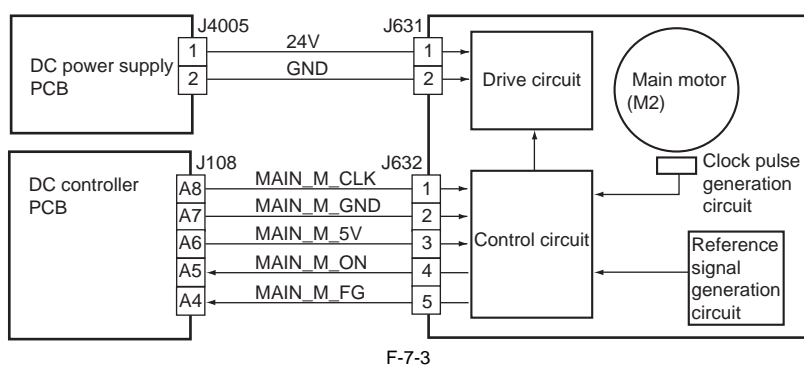 J4005
J631
DC power supply
PCB
1
24V
1
2
GND
2
Drive circuit
Main motor
(M2)
J108
J632
DC controller
PCB
A8
MAIN_M_CLK
1
A7
MAIN_M_GND
2
A6
MAIN_M_5V
3
A5
MAIN_M_ON
4
A4
MAIN_M_FG
5
Control circuit
Clock pulse
generation
circuit
Reference
signal
generation
circuit
F-7-3